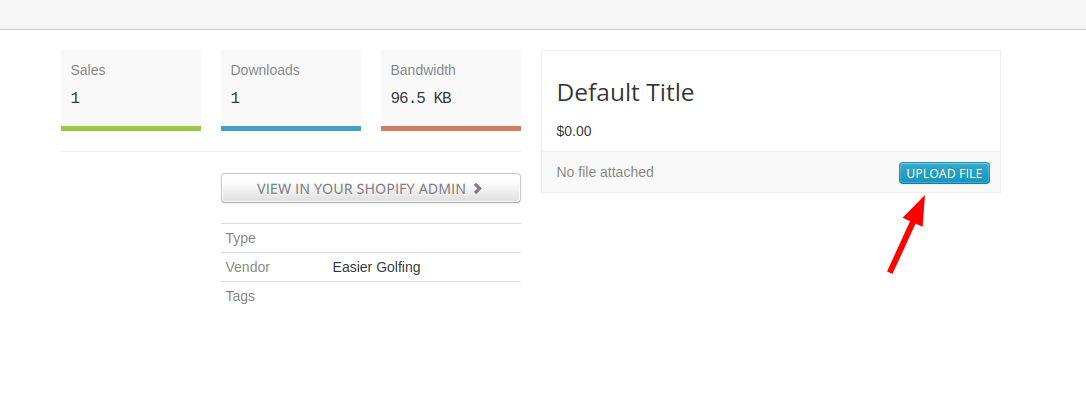 Sales
1
Downloads
1
Bandwidth
96.5 KB
VIEW IN YOUR SHOPIFY ADMIN
Type
Vendor Easier Golfing
Tags
Default Title
$0.00
No file attached
UPLOAD FILE